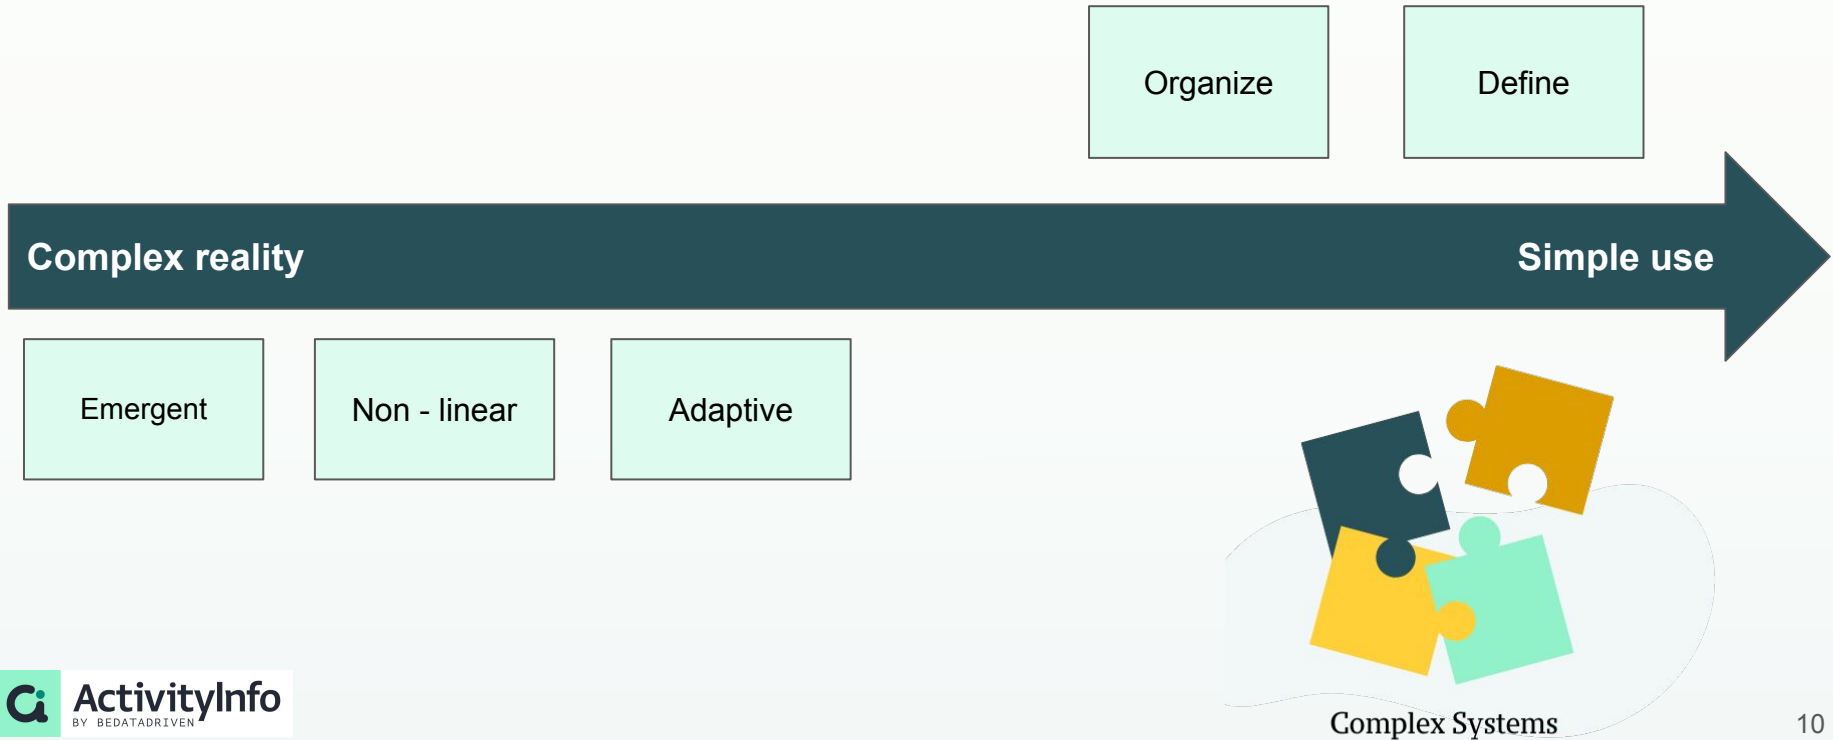 Organize
Define
Complex reality
Simple use
Emergent
Non - linear
Adaptive
ActivityInfo
BY BEDATADRIVEN
Complex Systems
10